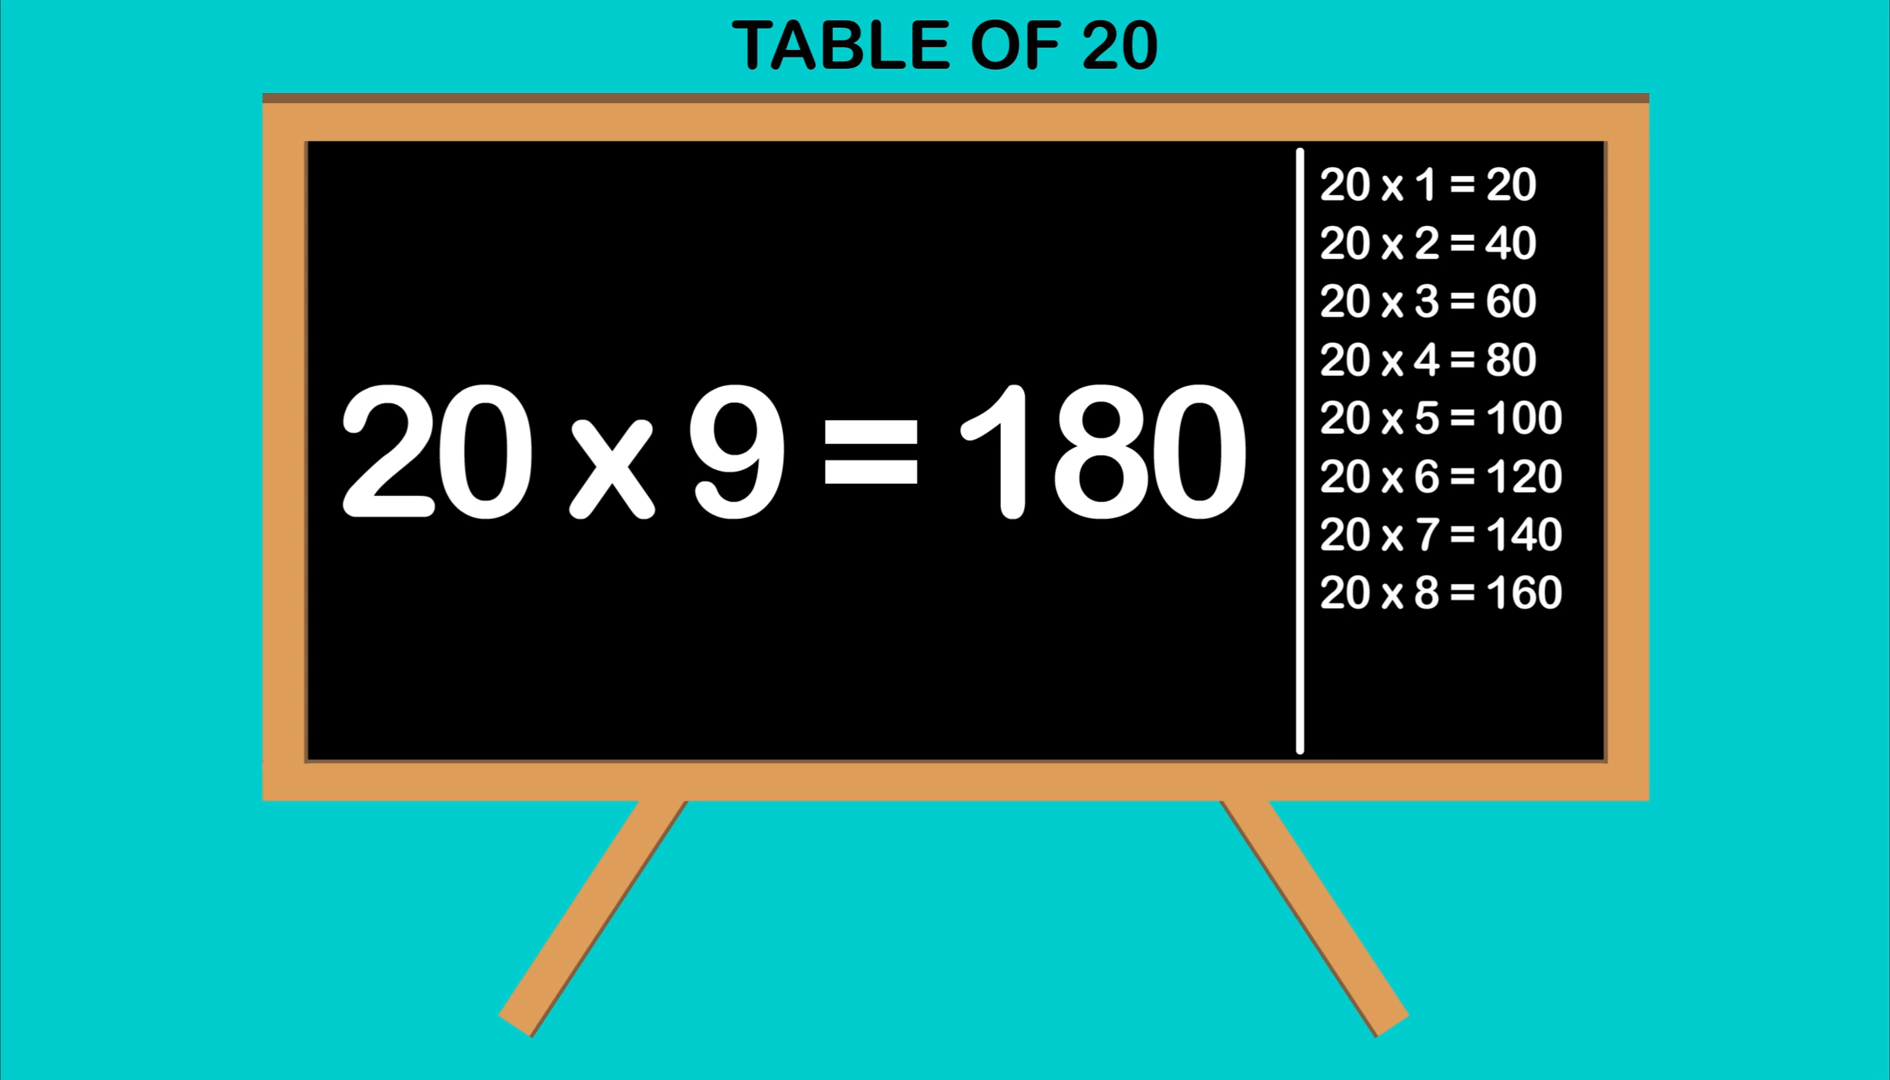 TABLE OF 20
20 x 9 = 180
20 x 1 = 20
20 x 2 = 40
20 x 3 = 60
20 x 4 = 80
20 x 5 = 100
20 x 6 = 120
20 x 7 = 140
20 x 8 = 160